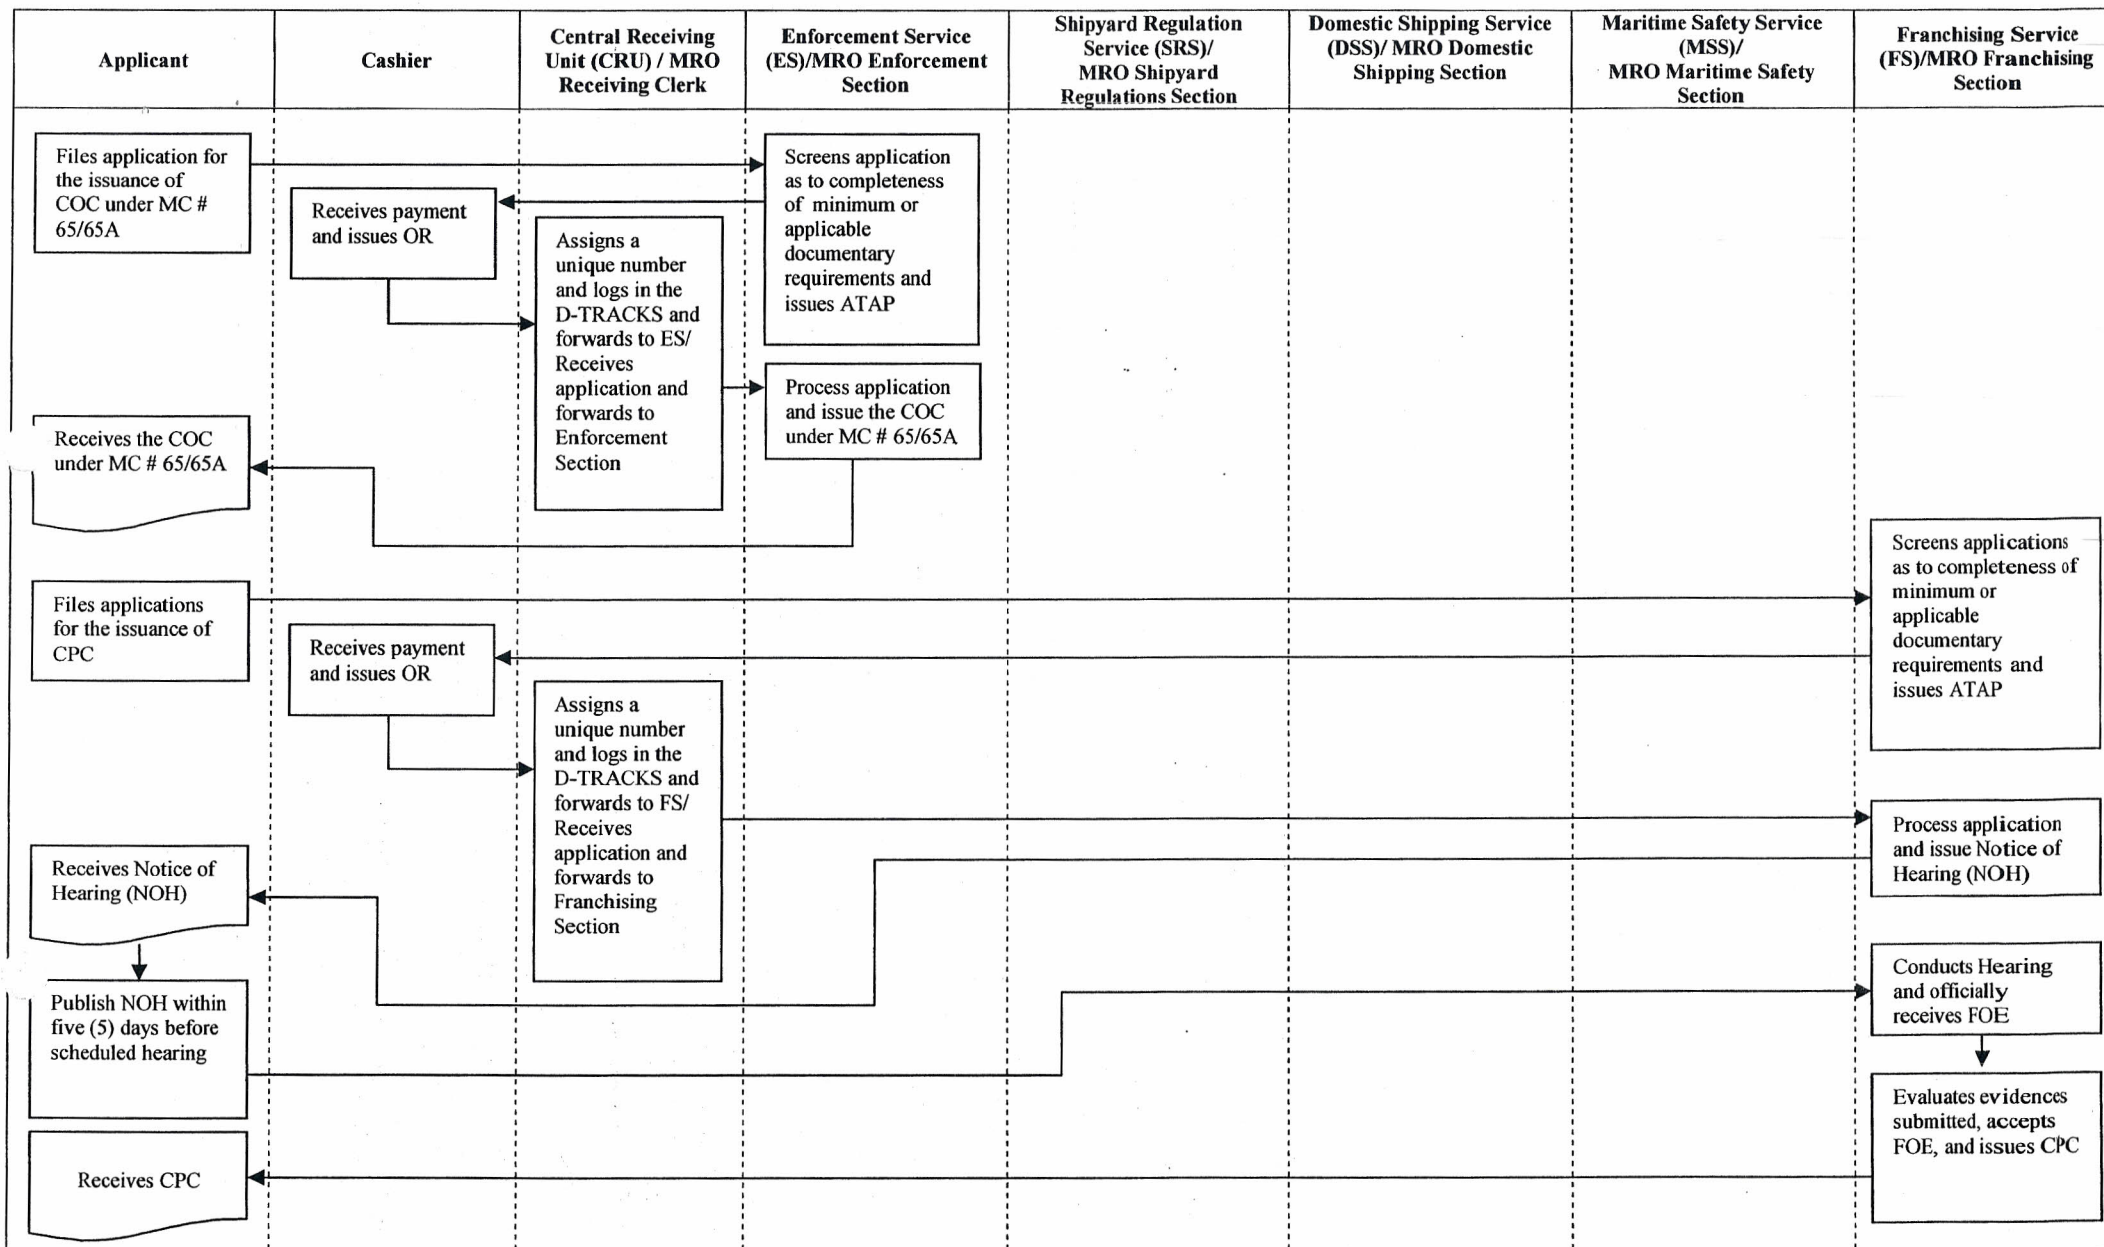 Applicant
Cashier
Central Receiving
Unit (CRU) / MRO
Receiving Clerk
Enforcement Service
(ES)/MRO Enforcement
Section
Shipyard Regulation
Service (SRS)/
MRO Shipyard
Regulations Section
Domestic Shipping Service
(DSS)/ MRO Domestic
Shipping Section
Maritime Safety Service
(MSS)/
MRO Maritime Safety
Section
Franchising Service
(FS)/MRO Franchising
Section
Files application for
the issuance of
COC under MC #
65/65A
Screens application
as to completeness
of minimum or
applicable
documentary
requirements and
issues ATAP
Receives payment
and issues OR
Assigns a
unique number
and logs in the
D-TRACKS and
forwards to ES/
Receives
application and
forwards to
Enforcement
Section
Process application
and issue the COC
under MC # 65/65A
Receives the COC
under MC # 65/65A
Files applications
for the issuance of
CPC
Screens applications
as to completeness of
minimum or
applicable
documentary
requirements and
issues ATAP
Receives payment
and issues OR
Assigns a
unique number
and logs in the
D-TRACKS and
forwards to FS/
Receives
application and
forwards to
Franchising
Section
Process application
and issue Notice of
Hearing (NOH)
Receives Notice of
Hearing (NOH)
Publish NOH within
five (5) days before
scheduled hearing
Conducts Hearing
and officially
receives FOE
Evaluates evidences
submitted, accepts
FOE, and issues CPC
Receives CPC